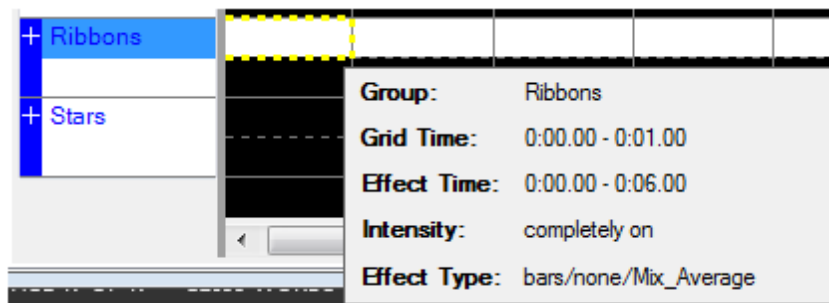 + Ribbons
+ Stars
Group: Ribbons
Grid Time: 0:00.00 - 0:01.00
Effect Time: 0:00.00 - 0:06.00
Intensity: completely on
Effect Type: bars/none/Mix_Average